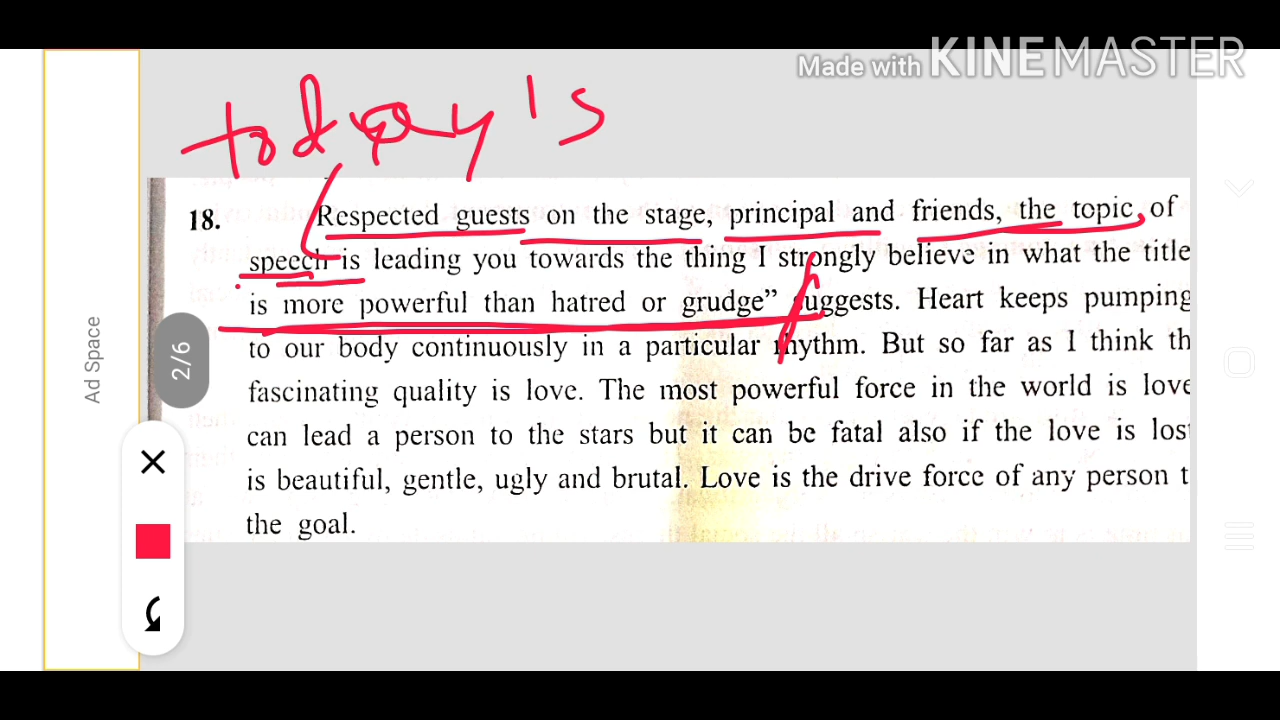 Made with KINEMASTER
today's
18. Respected guests on the stage, principal and friends, the topic of
speech is leading you towards the thing I strongly believe in what the title
is more powerful than hatred or grudge” suggests. Heart keeps pumping
to our body continuously in a particular rhythm. But so far as I think th
fascinating quality is love. The most powerful force in the world is love
can lead a person to the stars but it can be fatal also if the love is los
is beautiful, gentle, ugly and brutal. Love is the drive force of any person t
the goal.
Ad Space
2/6